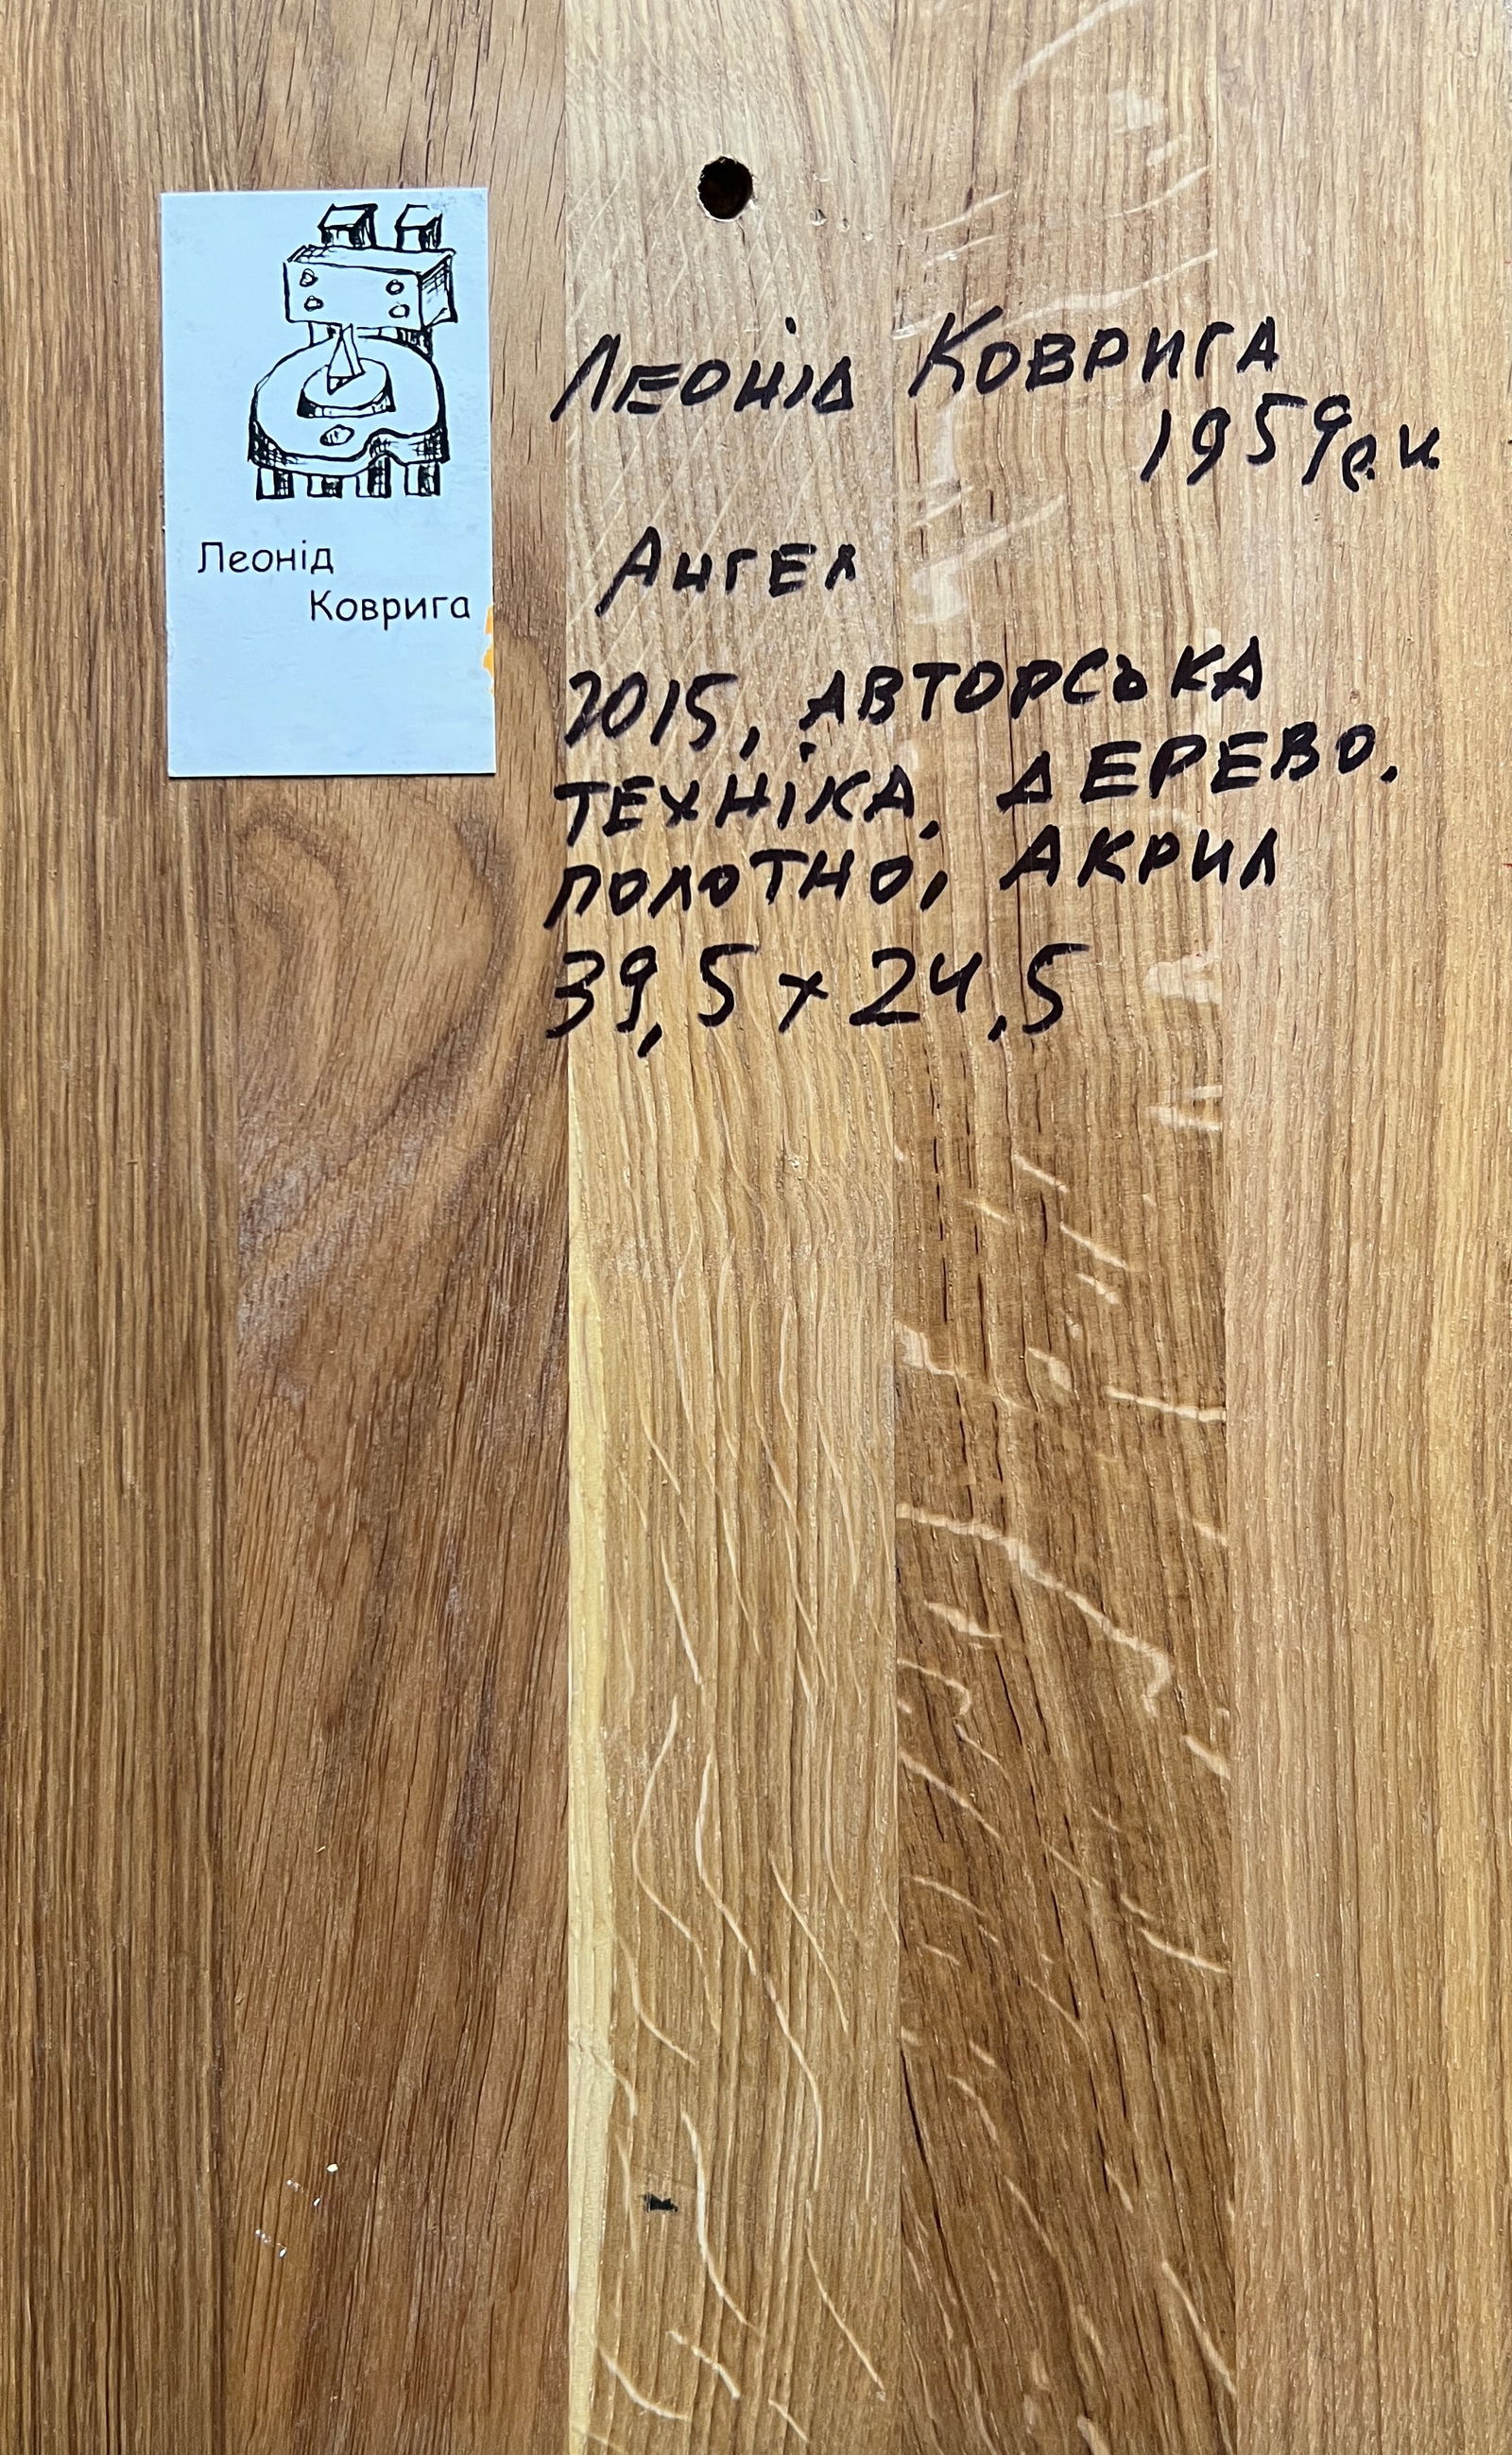 Леонід
Коврига
Леонід Коврига
1959р.н.
Ангел
2015, авторська
техніка. дерево.
полотно, акрил
39,5 x 24,5